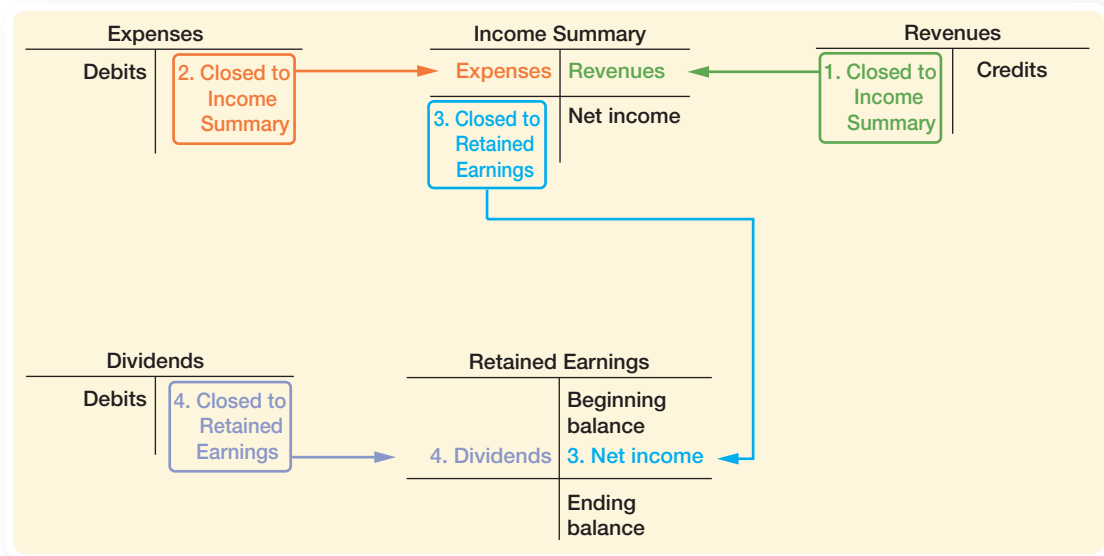 Expenses
Debits
2. Closed to
Income
Summary
Income Summary
Expenses
Revenues
3. Closed to
Retained
Earnings
Net income
Revenues
1. Closed to
Income
Summary
Credits
Dividends
Debits
4. Closed to
Retained
Earnings
Retained Earnings
Beginning
balance
4. Dividends
3. Net income
Ending
balance